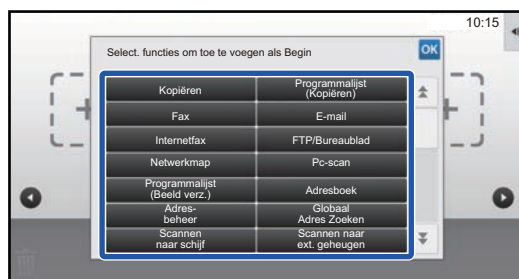 10:15
Select. functies om toe te voegen als Begin
OK
Kopiëren
Programmalijst
(Kopiëren)
Fax
E-mail
Internetfax
FTP/Bureaublad
Netwerkmap
Pc-scan
Programmalijst
(Beeld verz.)
Adresboek
Adres-
beheer
Globaal
Adres Zoeken
Scannen
naar schijf
Scannen naar
ext. geheugen